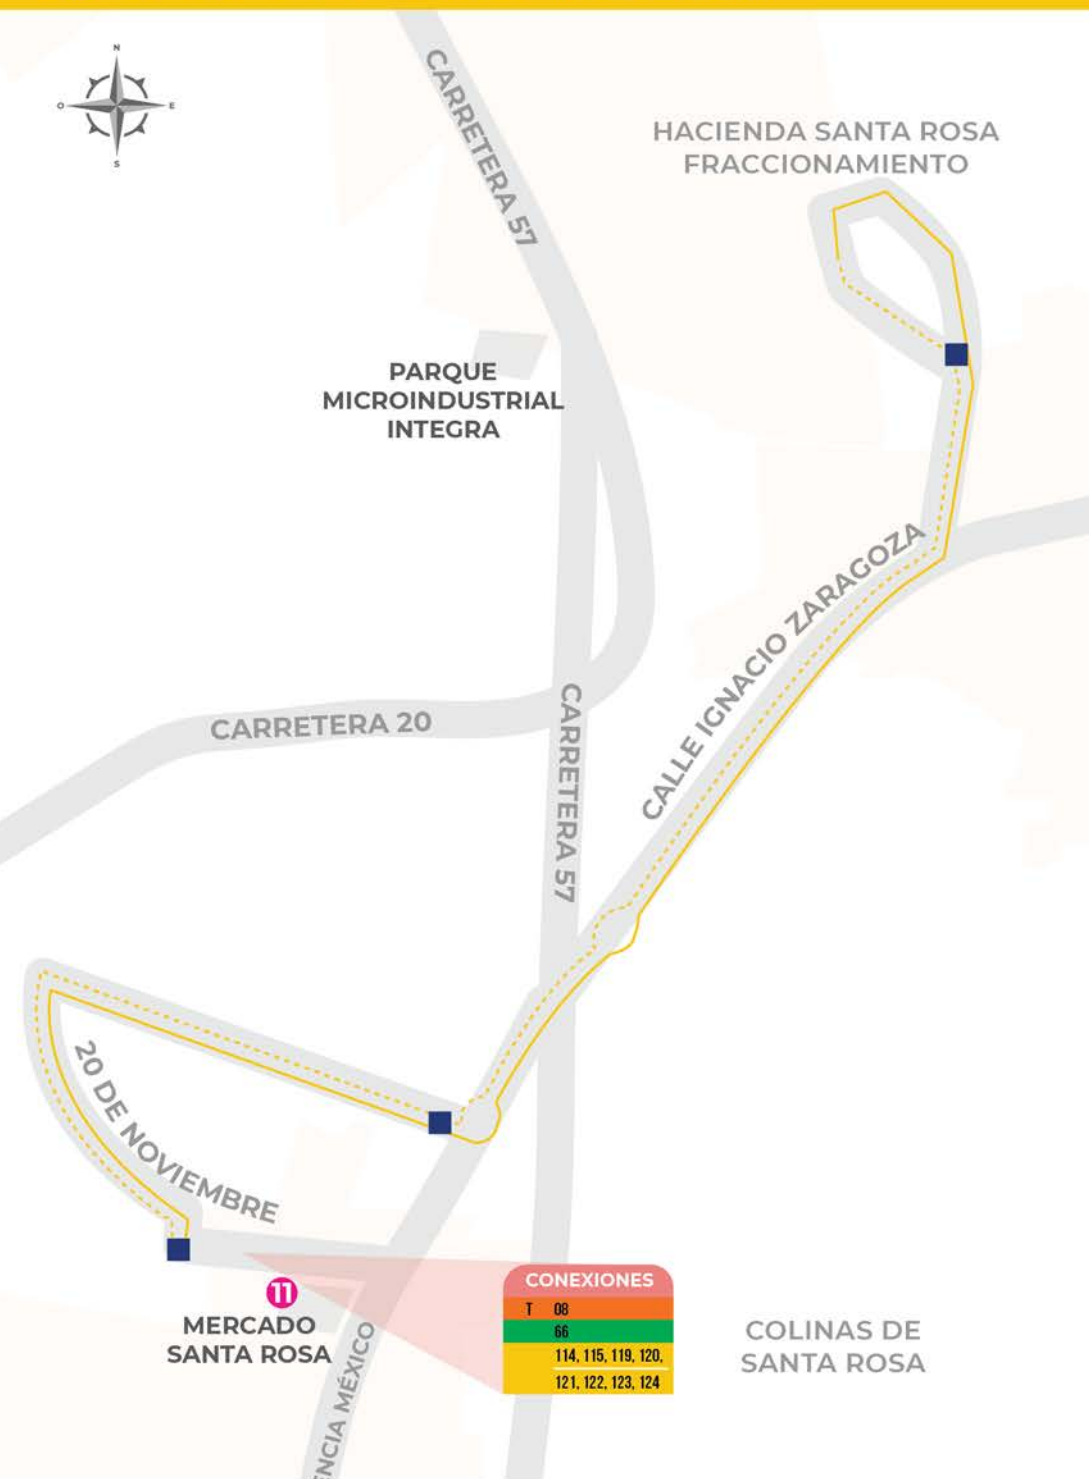 N
O
E
S
CARRETERA 57
HACIENDA SANTA ROSA
FRACCIONAMIENTO
PARQUE
MICROINDUSTRIAL
INTEGRA
CALLE IGNACIO ZARAGOZA
CARRETERA 20
CARRETERA 57
20 DE NOVIEMBRE
11
MERCADO
SANTA ROSA
ENCIA MÉXICO
CONEXIONES
T 08
66
114, 115, 119, 120,
121, 122, 123, 124
COLINAS DE
SANTA ROSA